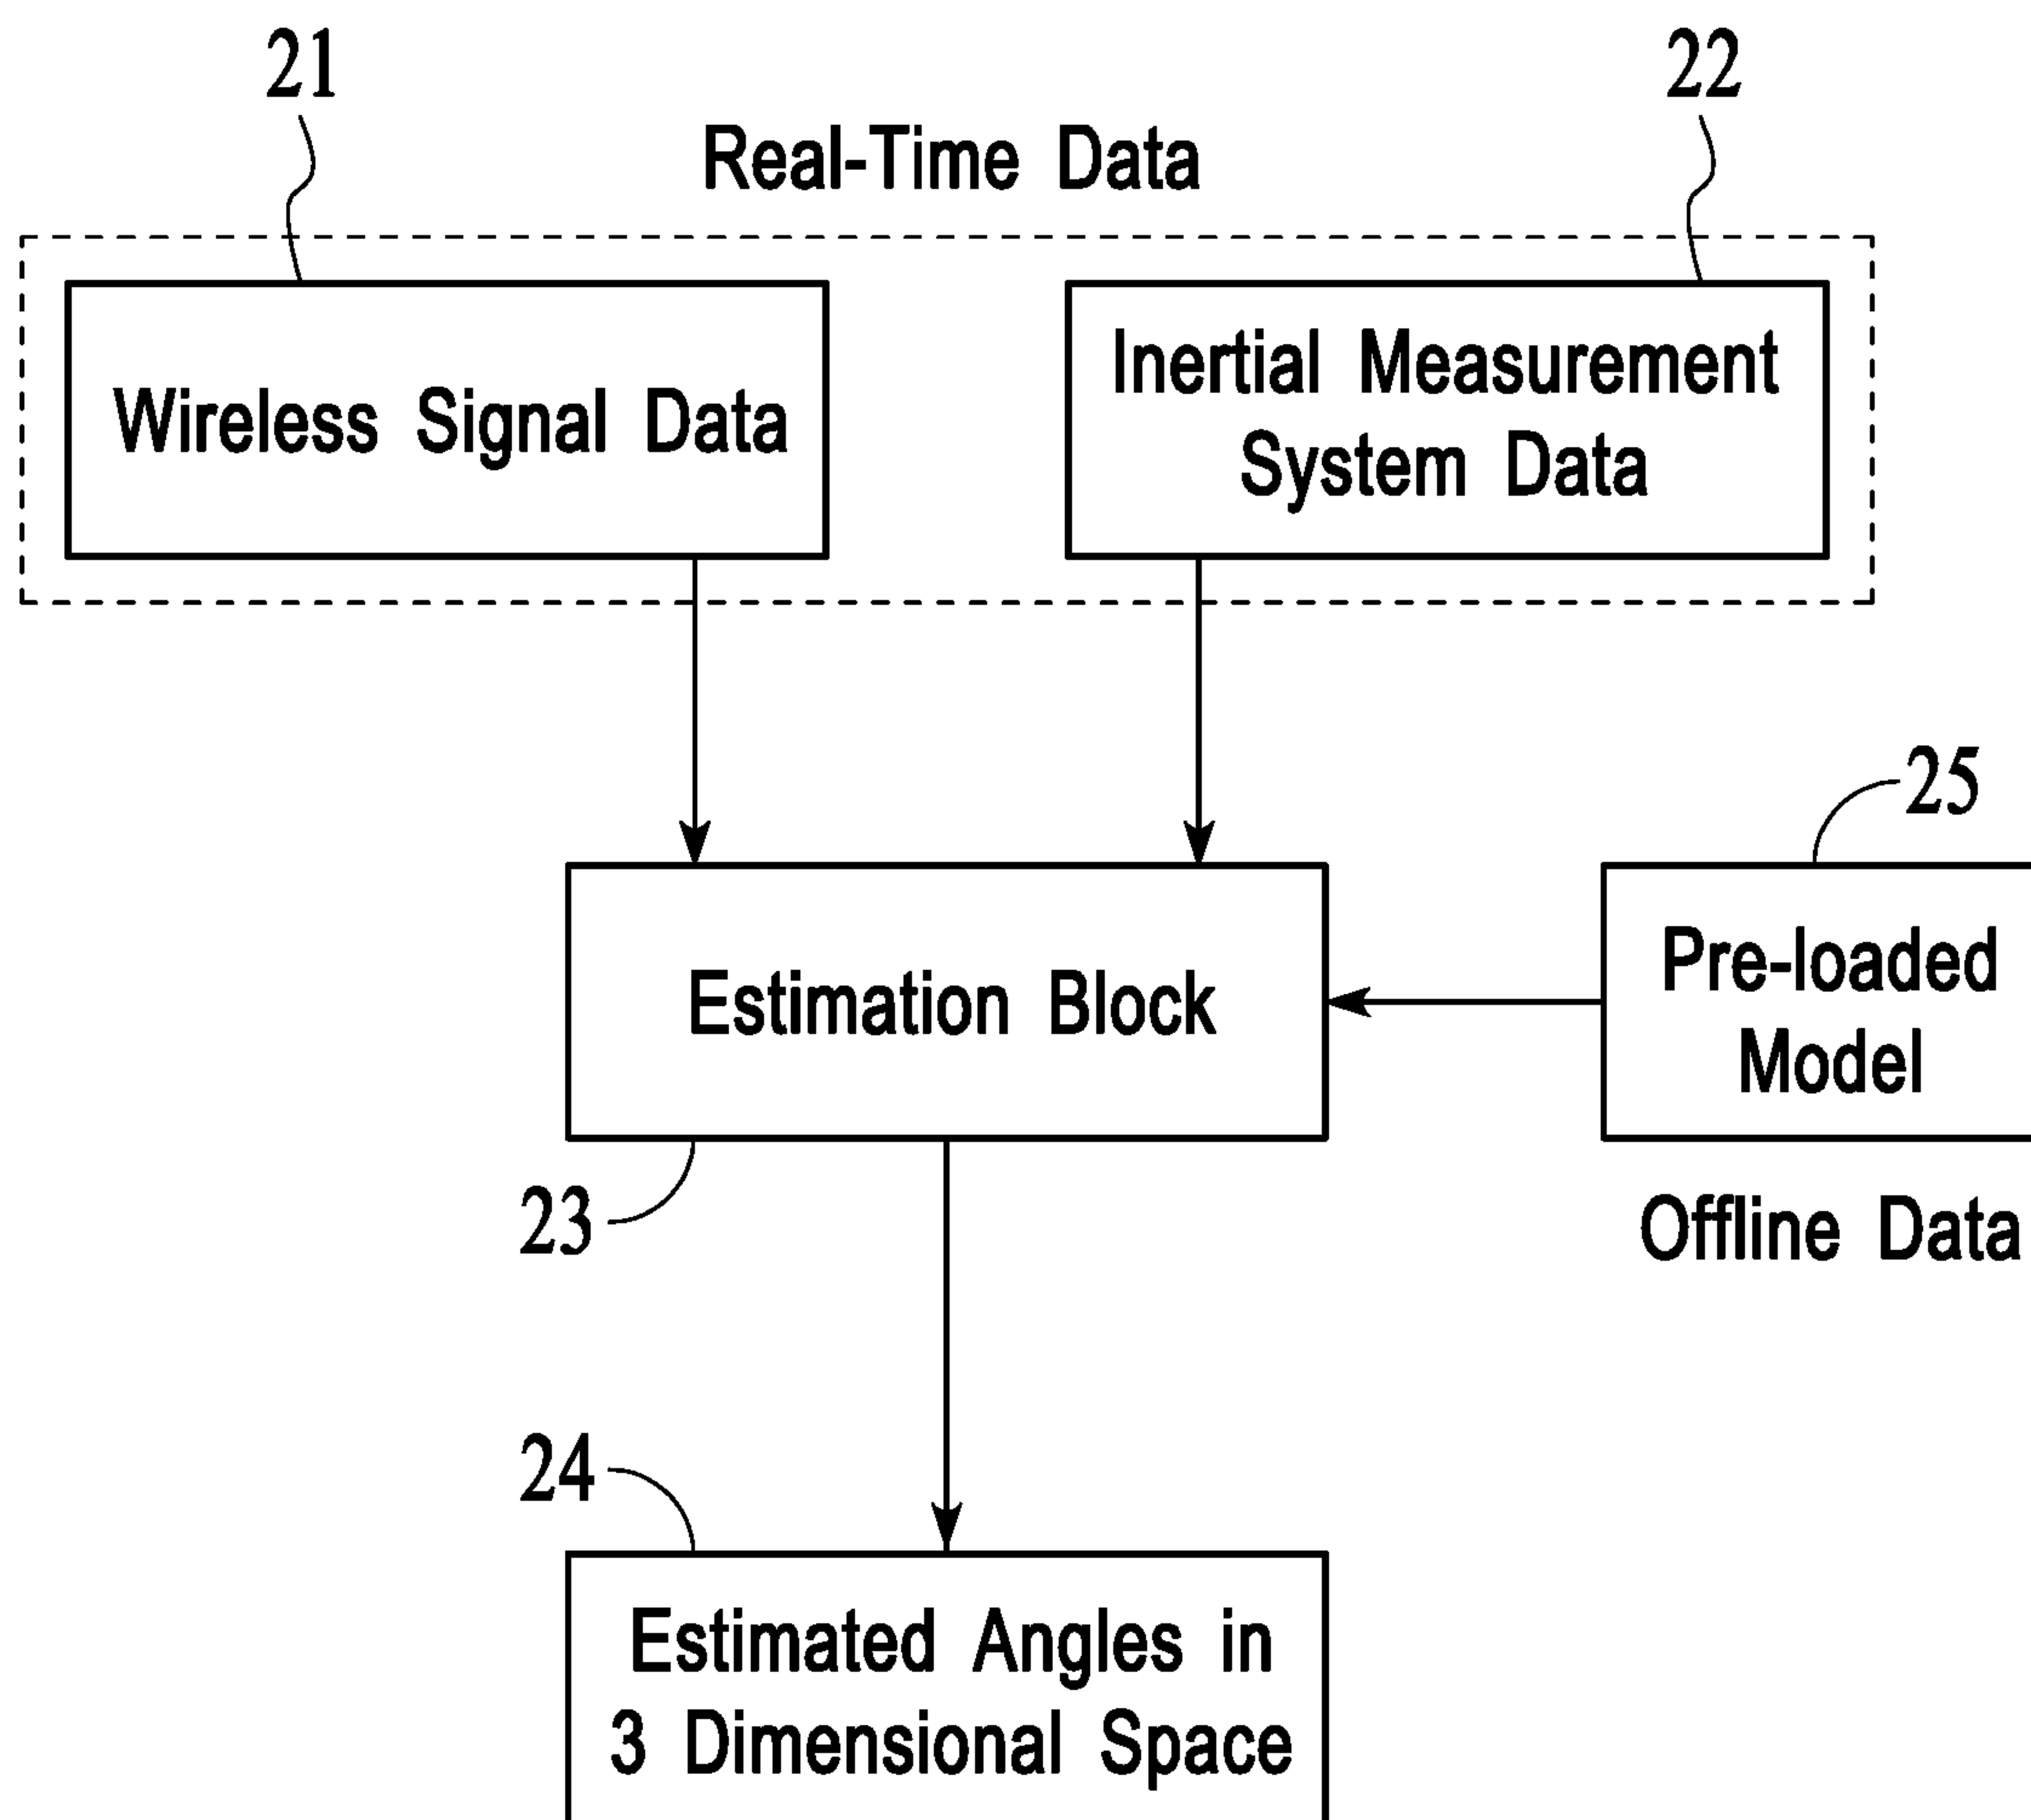 21
22
Real-Time Data
Wireless Signal Data
Inertial Measurement
System Data
25
Estimation Block
Pre-loaded
Model
23
Offline Data
24
Estimated Angles in
3 Dimensional Space